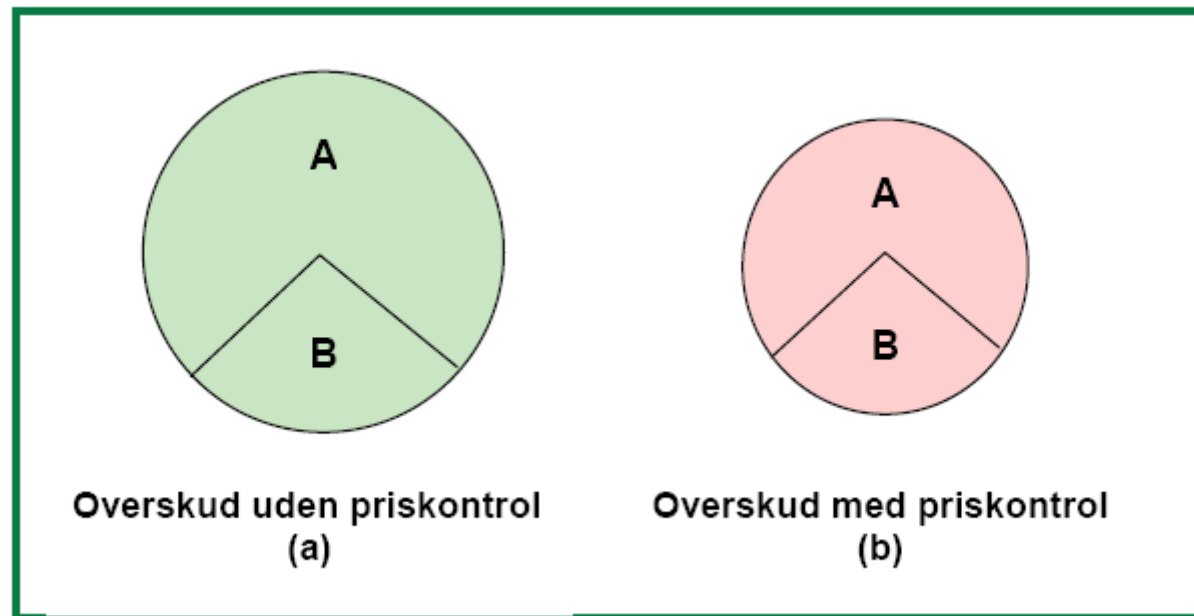 A
B
Overskud uden priskontrol
(a)
A
B
Overskud med priskontrol
(b)